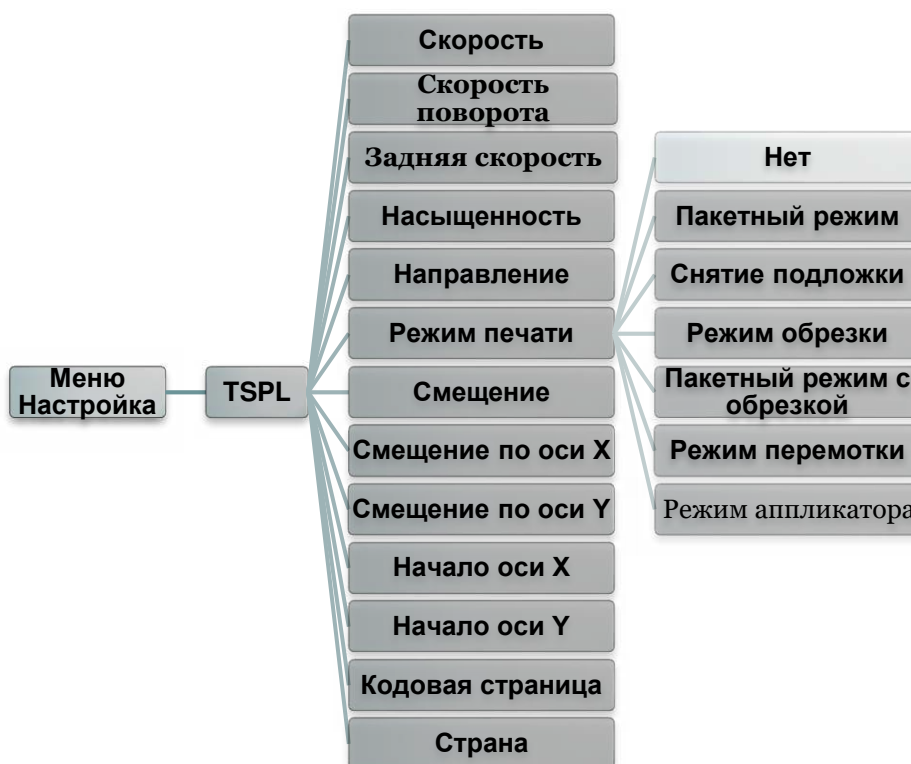 Скорость
Скорость
поворота
Задняя скорость
Насыщенность
Направление
Режим печати
Смещение
Смещение по оси X
Смещение по оси Y
Начало оси X
Начало оси Y
Кодовая страница
Страна
Меню
Настройка
TSPL
Нет
Пакетный режим
Снятие подложки
Режим обрезки
Пакетный режим с
обрезкой
Режим перемотки
Режим аппликатора